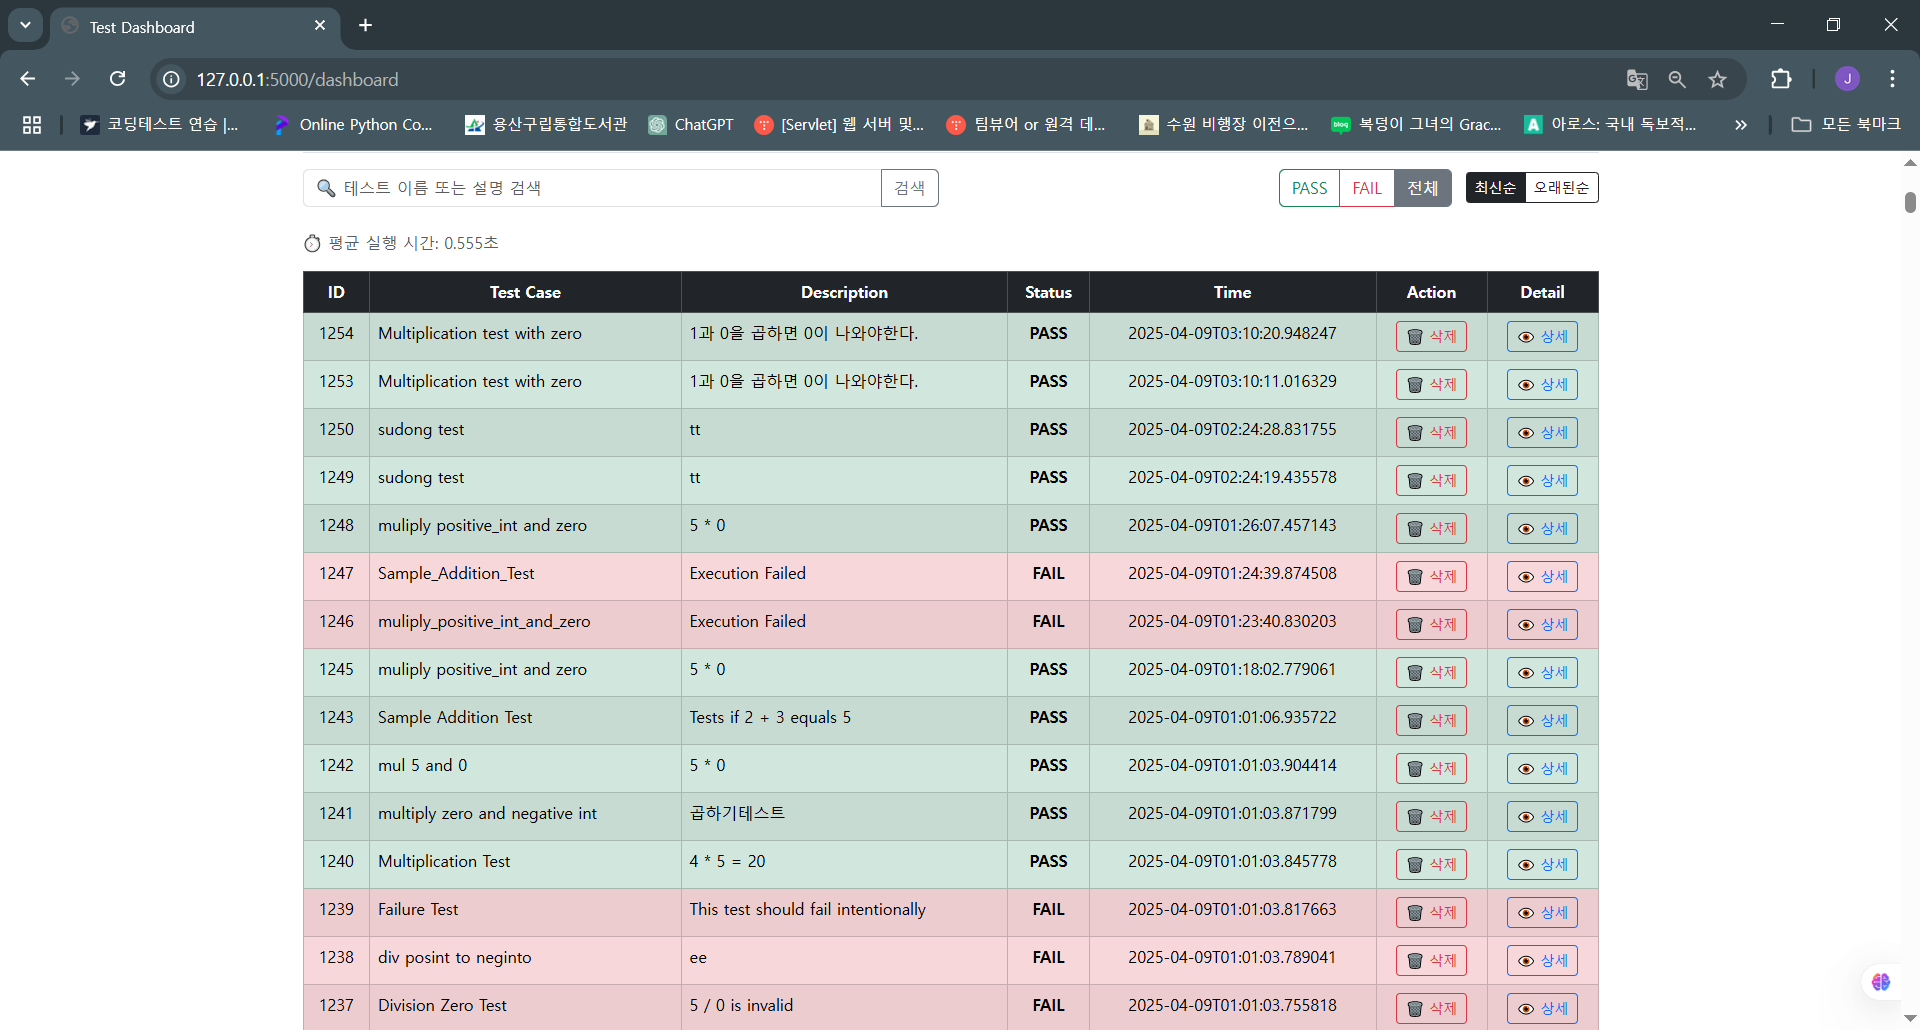 Test Dashboard
127.0.0.1:5000/dashboard
J
코딩테스트 연습 |... Online Python Co... 용산구립통합도서관 ChatGPT [Servlet] 웹 서버 및... 팀뷰어 or 원격 데... 수원 비행장 이전으... 복덩이 그녀의 Grac... 아로스: 국내 독보적... » 모든 북마크
테스트 이름 또는 설명 검색 검색 PASS FAIL 전체 최신순 오래된순
평균 실행 시간: 0.555초
ID Test Case Description Status Time Action Detail
1254 Multiplication test with zero 1과 0을 곱하면 0이 나와야한다. PASS 2025-04-09T03:10:20.948247 삭제 상세
1253 Multiplication test with zero 1과 0을 곱하면 0이 나와야한다. PASS 2025-04-09T03:10:11.016329 삭제 상세
1250 sudong test tt PASS 2025-04-09T02:24:28.831755 삭제 상세
1249 sudong test tt PASS 2025-04-09T02:24:19.435578 삭제 상세
1248 muliply positive_int and zero 5 * 0 PASS 2025-04-09T01:26:07.457143 삭제 상세
1247 Sample_Addition_Test Execution Failed FAIL 2025-04-09T01:24:39.874508 삭제 상세
1246 muliply_positive_int_and_zero Execution Failed FAIL 2025-04-09T01:23:40.830203 삭제 상세
1245 muliply positive_int and zero 5 * 0 PASS 2025-04-09T01:18:02.779061 삭제 상세
1243 Sample Addition Test Tests if 2 + 3 equals 5 PASS 2025-04-09T01:01:06.935722 삭제 상세
1242 mul 5 and 0 5 * 0 PASS 2025-04-09T01:01:03.904414 삭제 상세
1241 multiply zero and negative int 곱하기테스트 PASS 2025-04-09T01:01:03.871799 삭제 상세
1240 Multiplication Test 4 * 5 = 20 PASS 2025-04-09T01:01:03.845778 삭제 상세
1239 Failure Test This test should fail intentionally FAIL 2025-04-09T01:01:03.817663 삭제 상세
1238 div posint to neginto ee FAIL 2025-04-09T01:01:03.789041 삭제 상세
1237 Division Zero Test 5 / 0 is invalid FAIL 2025-04-09T01:01:03.755818 삭제 상세